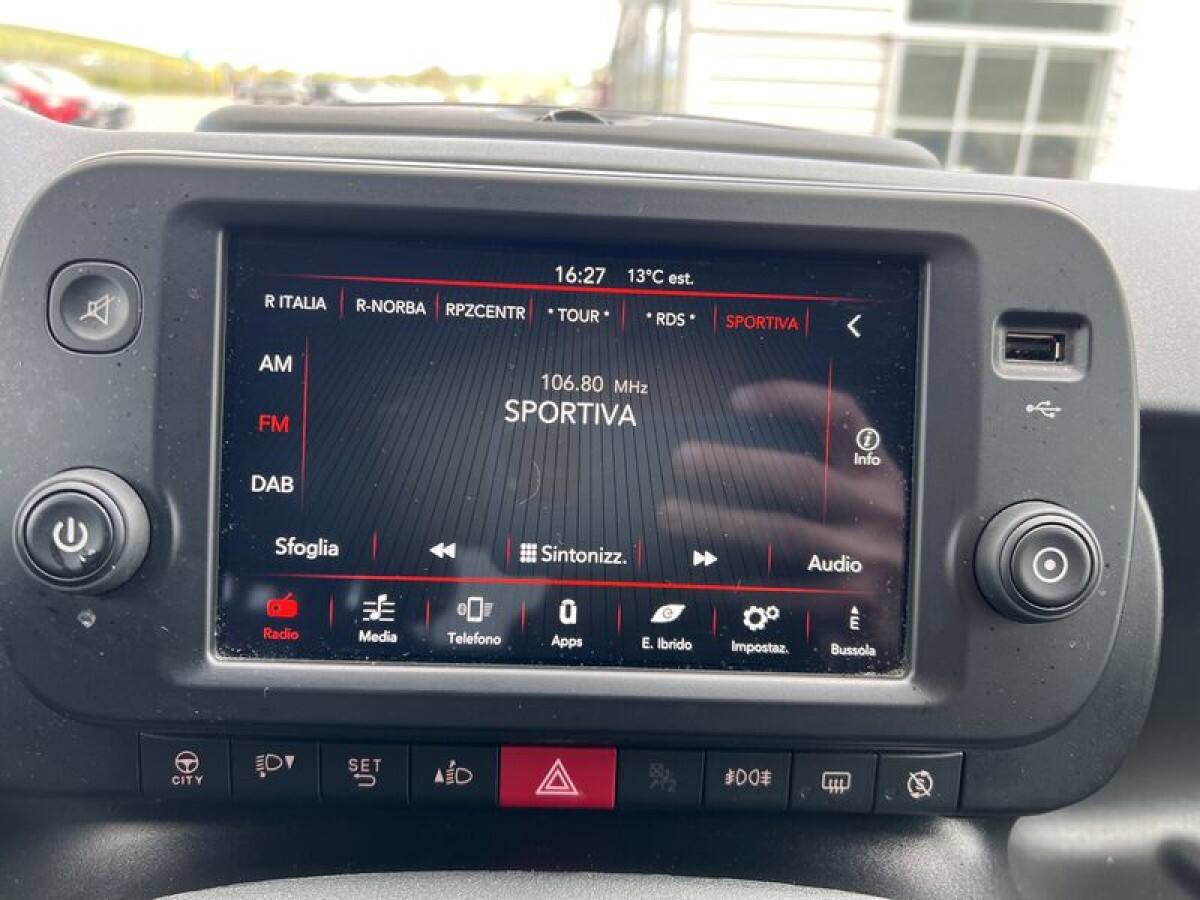 16:27 13°C est.
R ITALIA R-NORBA RPZCENTR * TOUR * * RDS * SPORTIVA
AM
106.80 MHz
SPORTIVA
FM
Info
DAB
Sfoglia Sintonizz. Audio
E
Radio Media Telefono Apps E. Ibrido Impostaz. Bussola
CITY SET